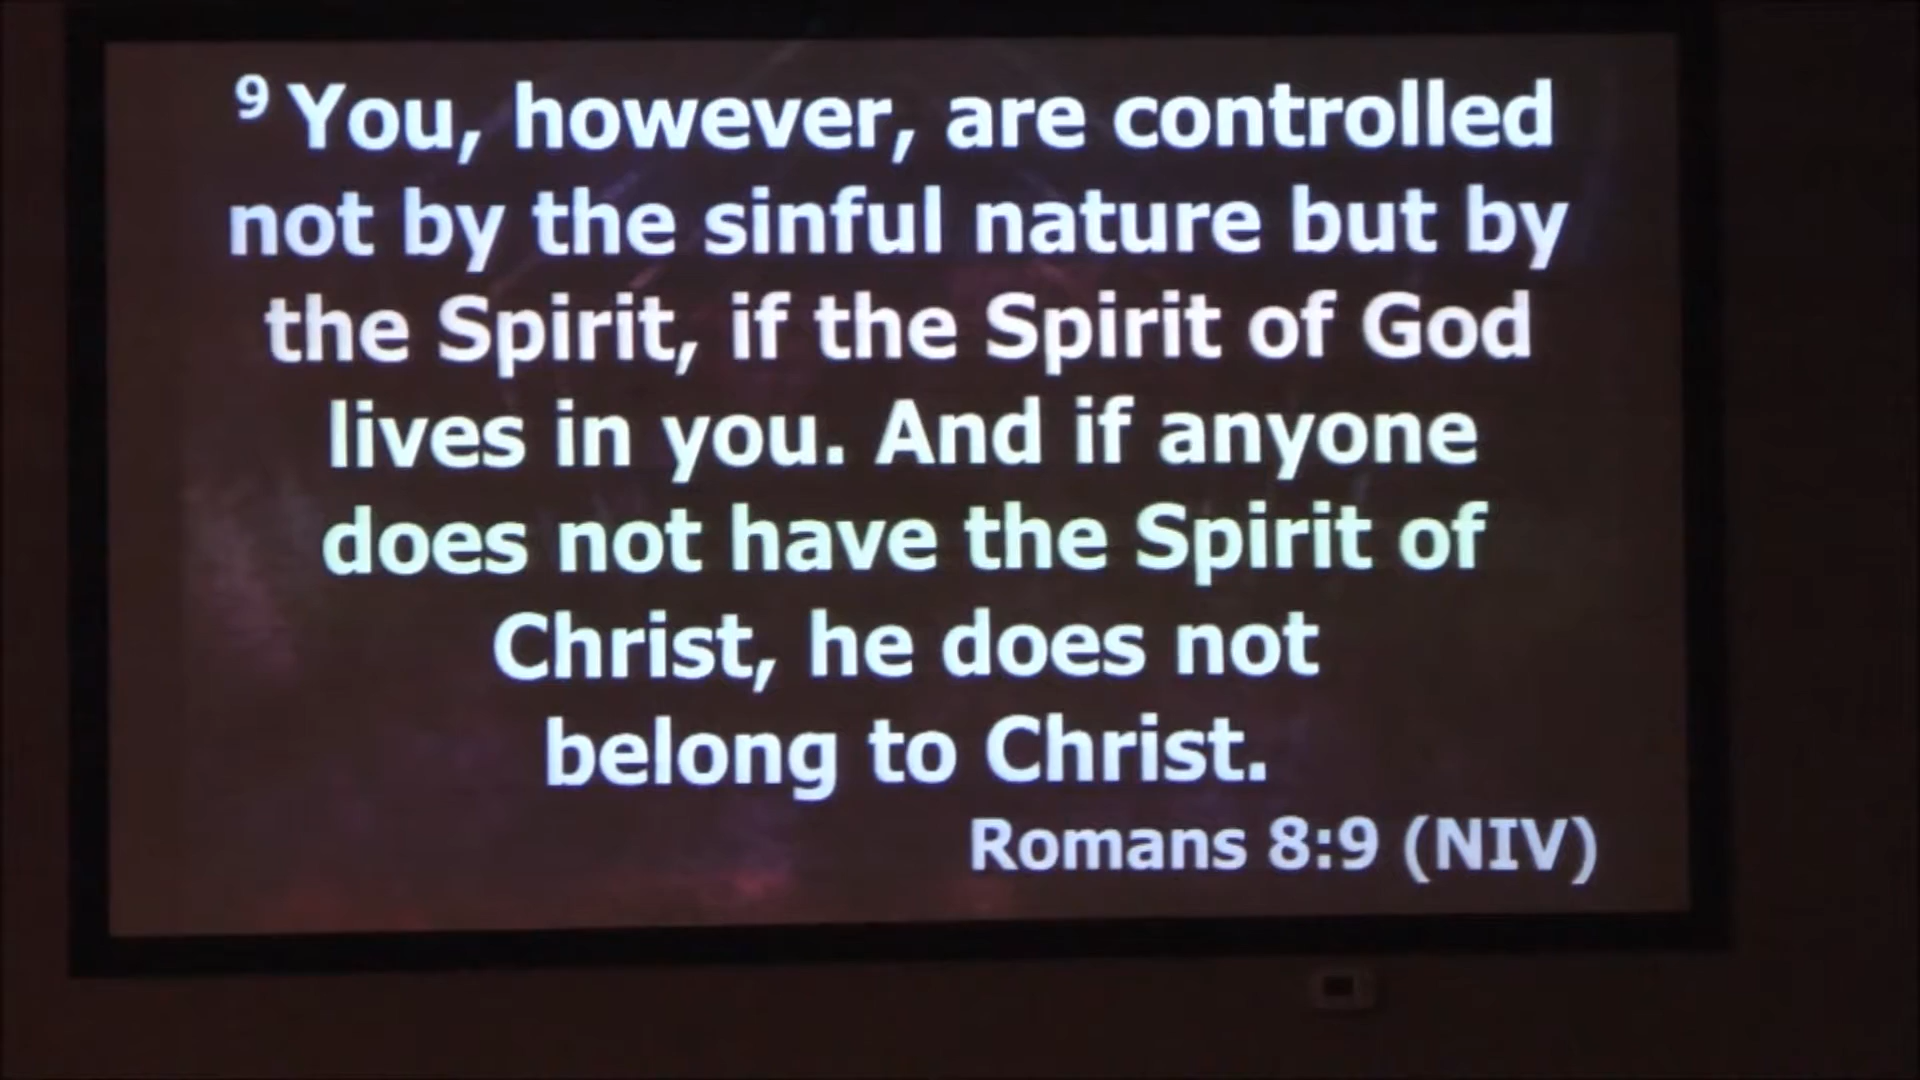 9 You, however, are controlled
not by the sinful nature but by
the Spirit, if the Spirit of God
lives in you. And if anyone
does not have the Spirit of
Christ, he does not
belong to Christ.
Romans 8:9 (NIV)